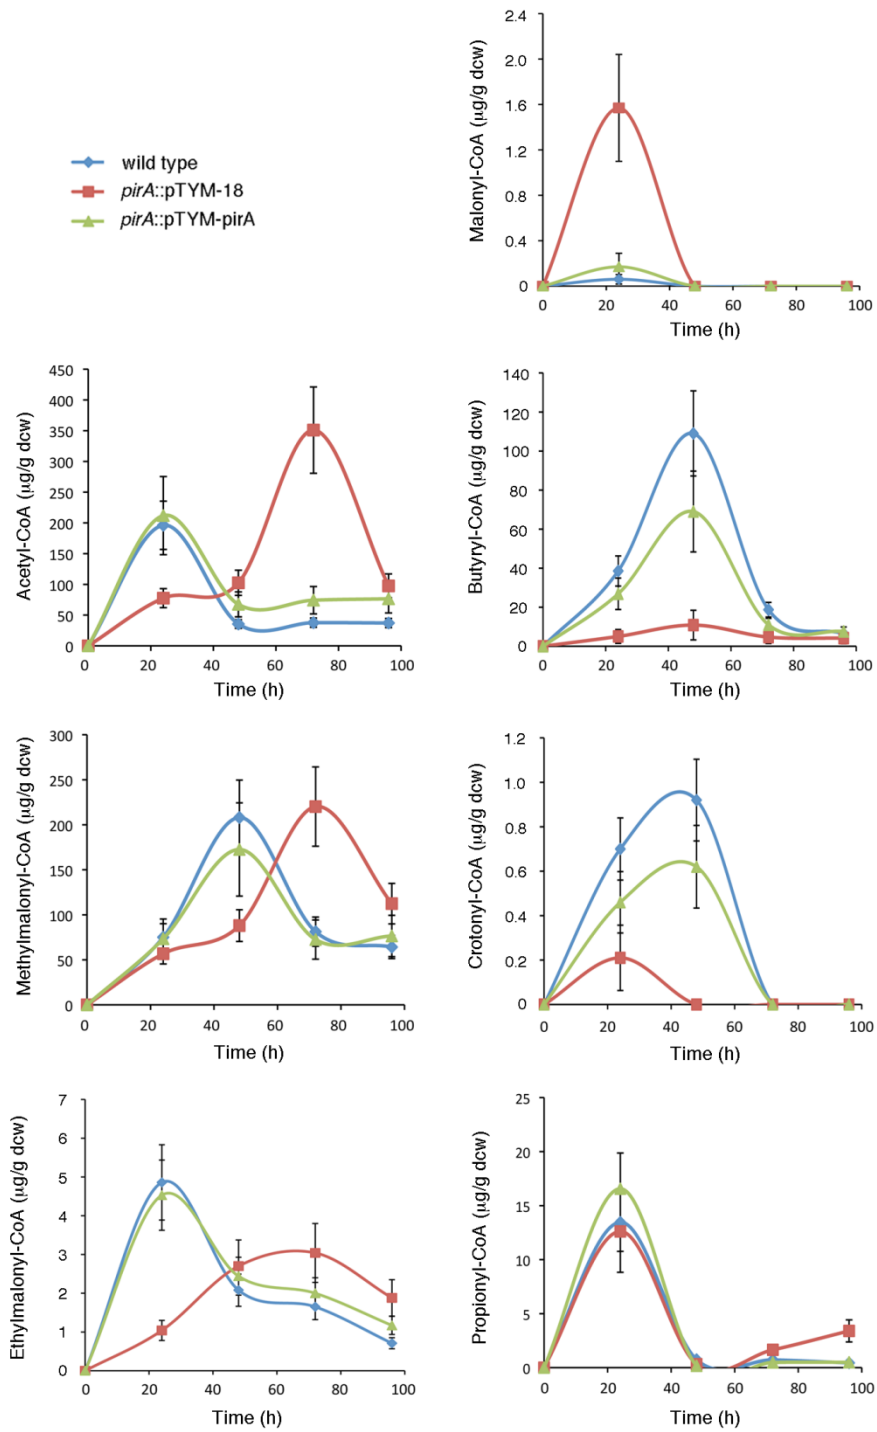 wild type
pirA::pTYM-18
pirA::pTYM-pirA
Malonyl-CoA (µg/g dcw)
2.4
2.0
1.6
1.2
0.8
0.4
0
0 20 40 60 80 100
Time (h)
Acetyl-CoA (µg/g dcw)
450
400
350
300
250
200
150
100
50
0
0 20 40 60 80 100
Time (h)
Butyryl-CoA (µg/g dcw)
140
120
100
80
60
40
20
0
0 20 40 60 80 100
Time (h)
Methylmalonyl-CoA (µg/g dcw)
300
250
200
150
100
50
0
0 20 40 60 80 100
Time (h)
Crotonyl-CoA (µg/g dcw)
1.2
1.0
0.8
0.6
0.4
0.2
0
0 20 40 60 80 100
Time (h)
Ethylmalonyl-CoA (µg/g dcw)
7
6
5
4
3
2
1
0
0 20 40 60 80 100
Time (h)
Propionyl-CoA (µg/g dcw)
25
20
15
10
5
0
0 20 40 60 80 100
Time (h)